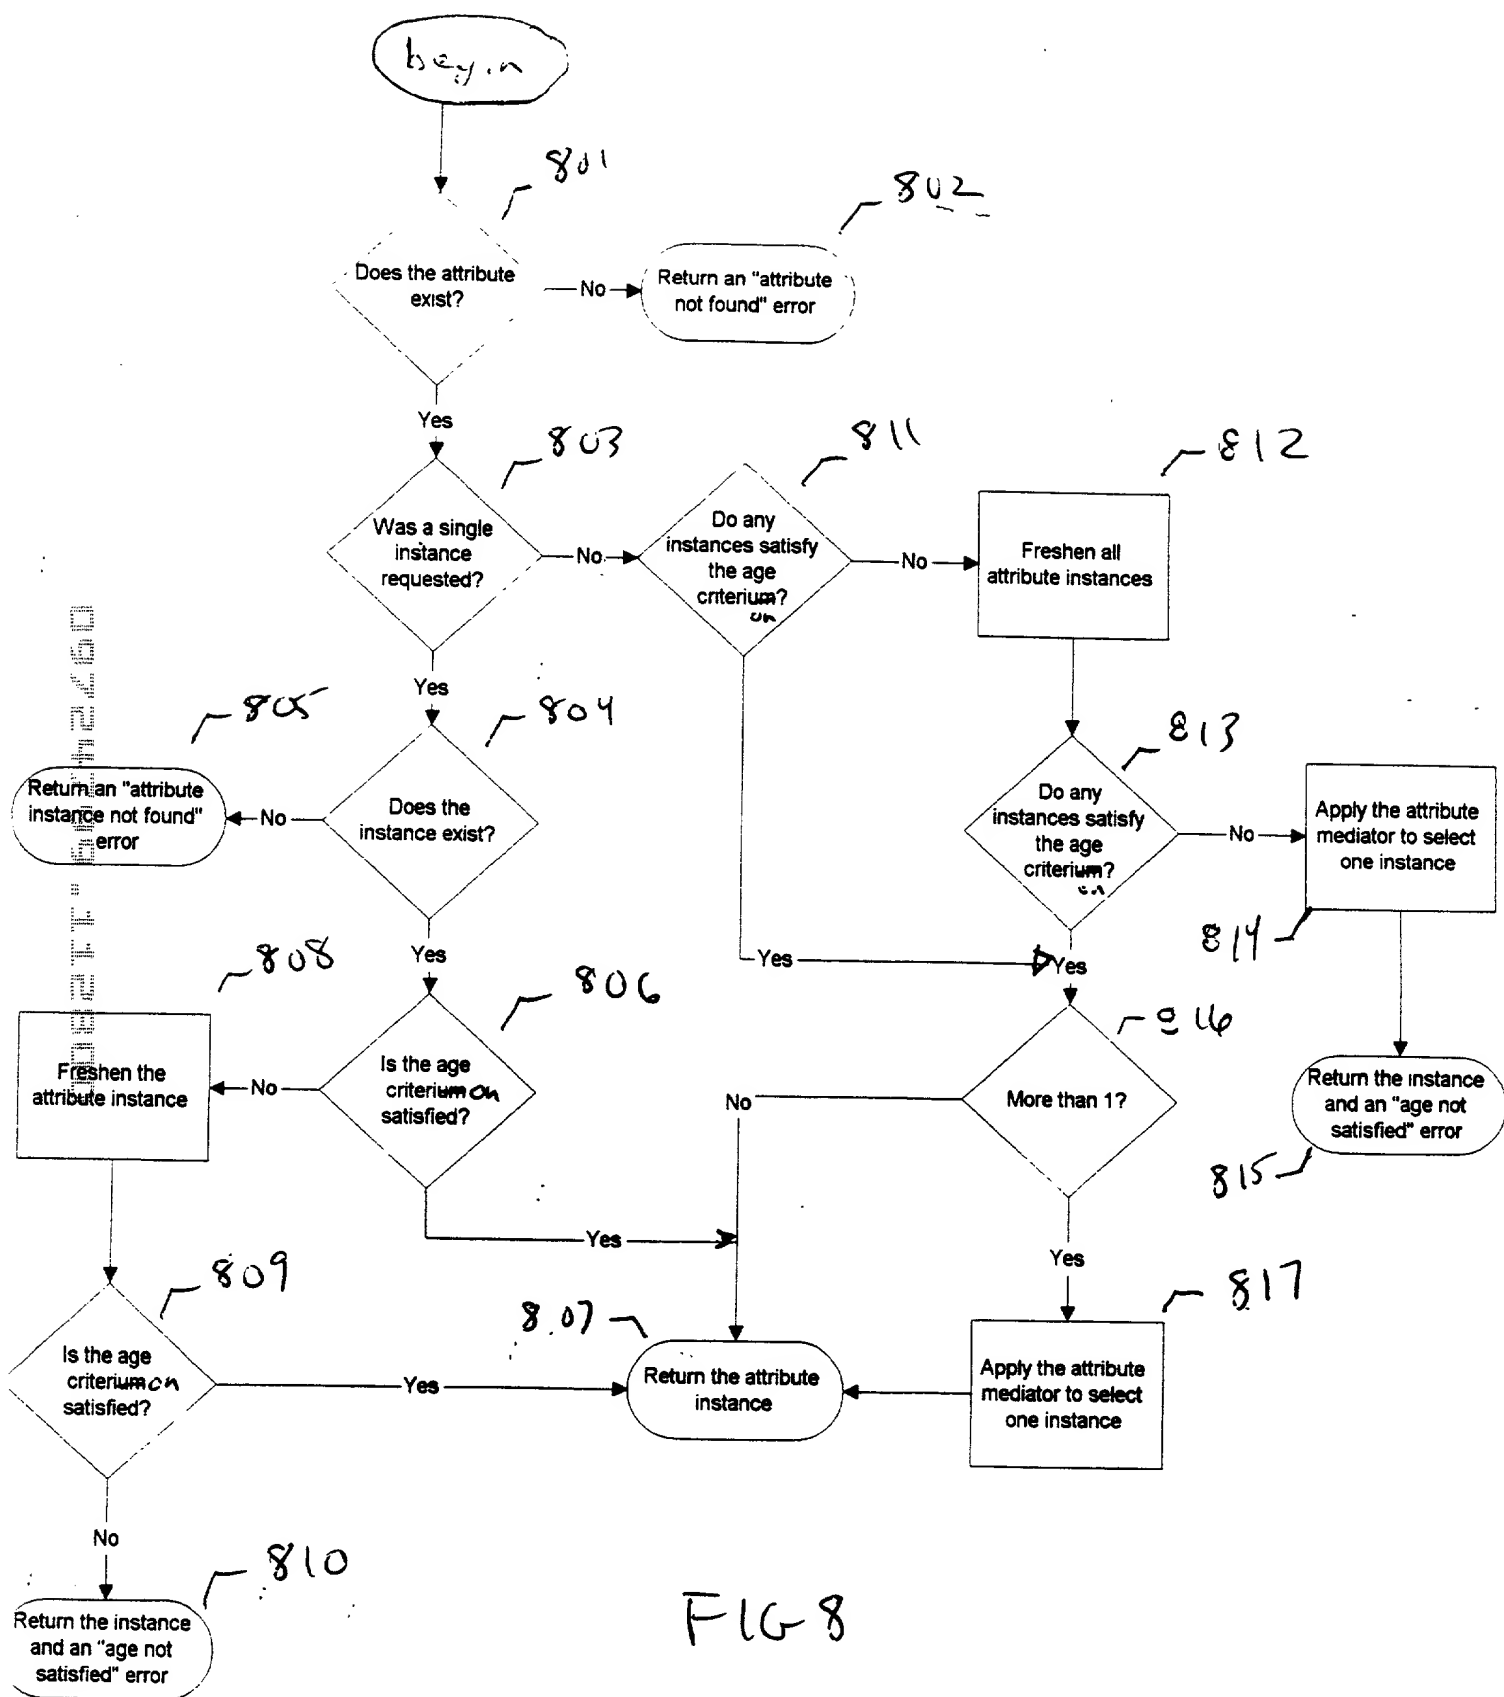 begin
801
802
Does the attribute
exist?
No
Return an "attribute
not found" error
Yes
803
811
812
Was a single
instance
requested?
No
Do any
instances satisfy
the age
criterium?
on
No
Freshen all
attribute instances
Yes
805
804
813
Return an "attribute
instance not found"
error
No
Does the
instance exist?
Do any
instances satisfy
the age
criterium?
on
No
Apply the attribute
mediator to select
one instance
814
Yes
Yes
Yes
808
806
816
Freshen the
attribute instance
No
Is the age
criterium on
satisfied?
No
More than 1?
Return the instance
and an "age not
satisfied" error
815
Yes
Yes
809
807
817
Is the age
criterium on
satisfied?
Yes
Return the attribute
instance
Apply the attribute
mediator to select
one instance
No
810
Return the instance
and an "age not
satisfied" error
FIG 8